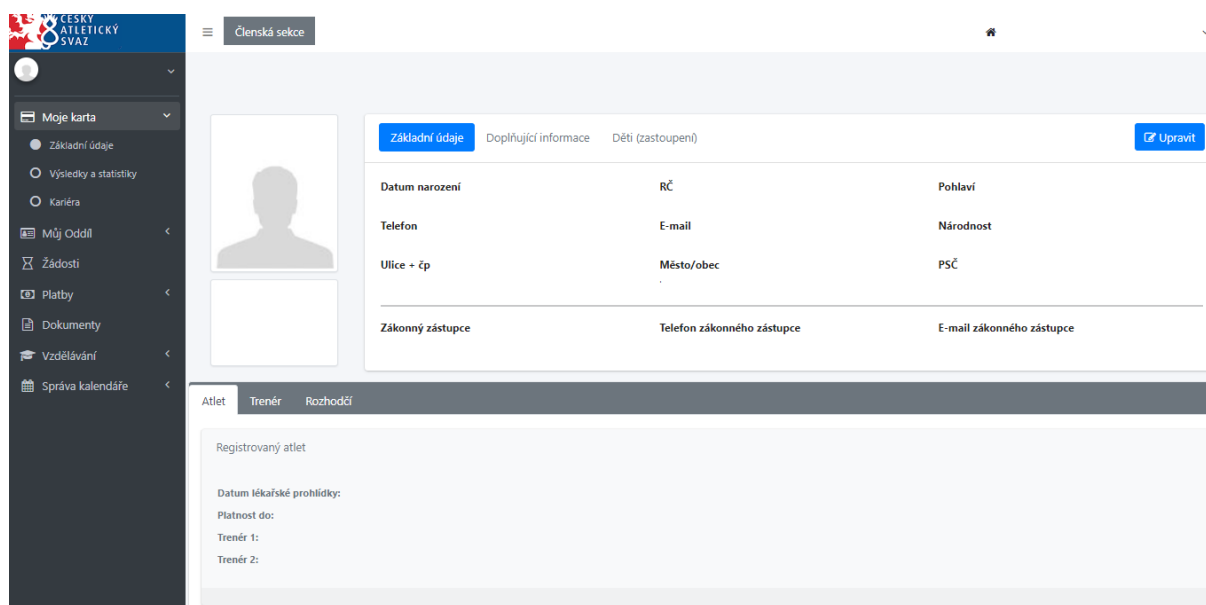 ČESKÝ
ATLETICKÝ
SVAZ
Členská sekce
Moje karta
Základní údaje
Výsledky a statistiky
Kariéra
Můj Oddíl
Žádosti
Platby
Dokumenty
Vzdělávání
Správa kalendáře
Základní údaje Doplňující informace Děti (zastoupení) Upravit
Datum narození RČ Pohlaví
Telefon E-mail Národnost
Ulice + čp Město/obec PSČ
Zákonný zástupce Telefon zákonného zástupce E-mail zákonného zástupce
Atlet Trenér Rozhodčí
Registrovaný atlet
Datum lékařské prohlídky:
Platnost do:
Trenér 1:
Trenér 2: